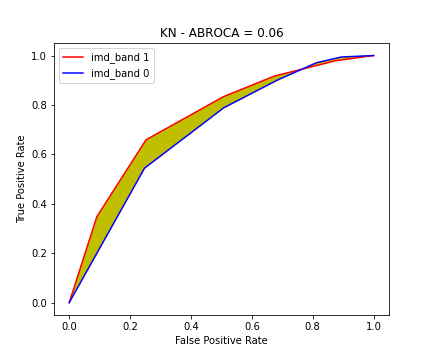 KN - ABROCA = 0.06
imd_band 1
imd_band 0
True Positive Rate
1.0
0.8
0.6
0.4
0.2
0.0
0.0 0.2 0.4 0.6 0.8 1.0
False Positive Rate